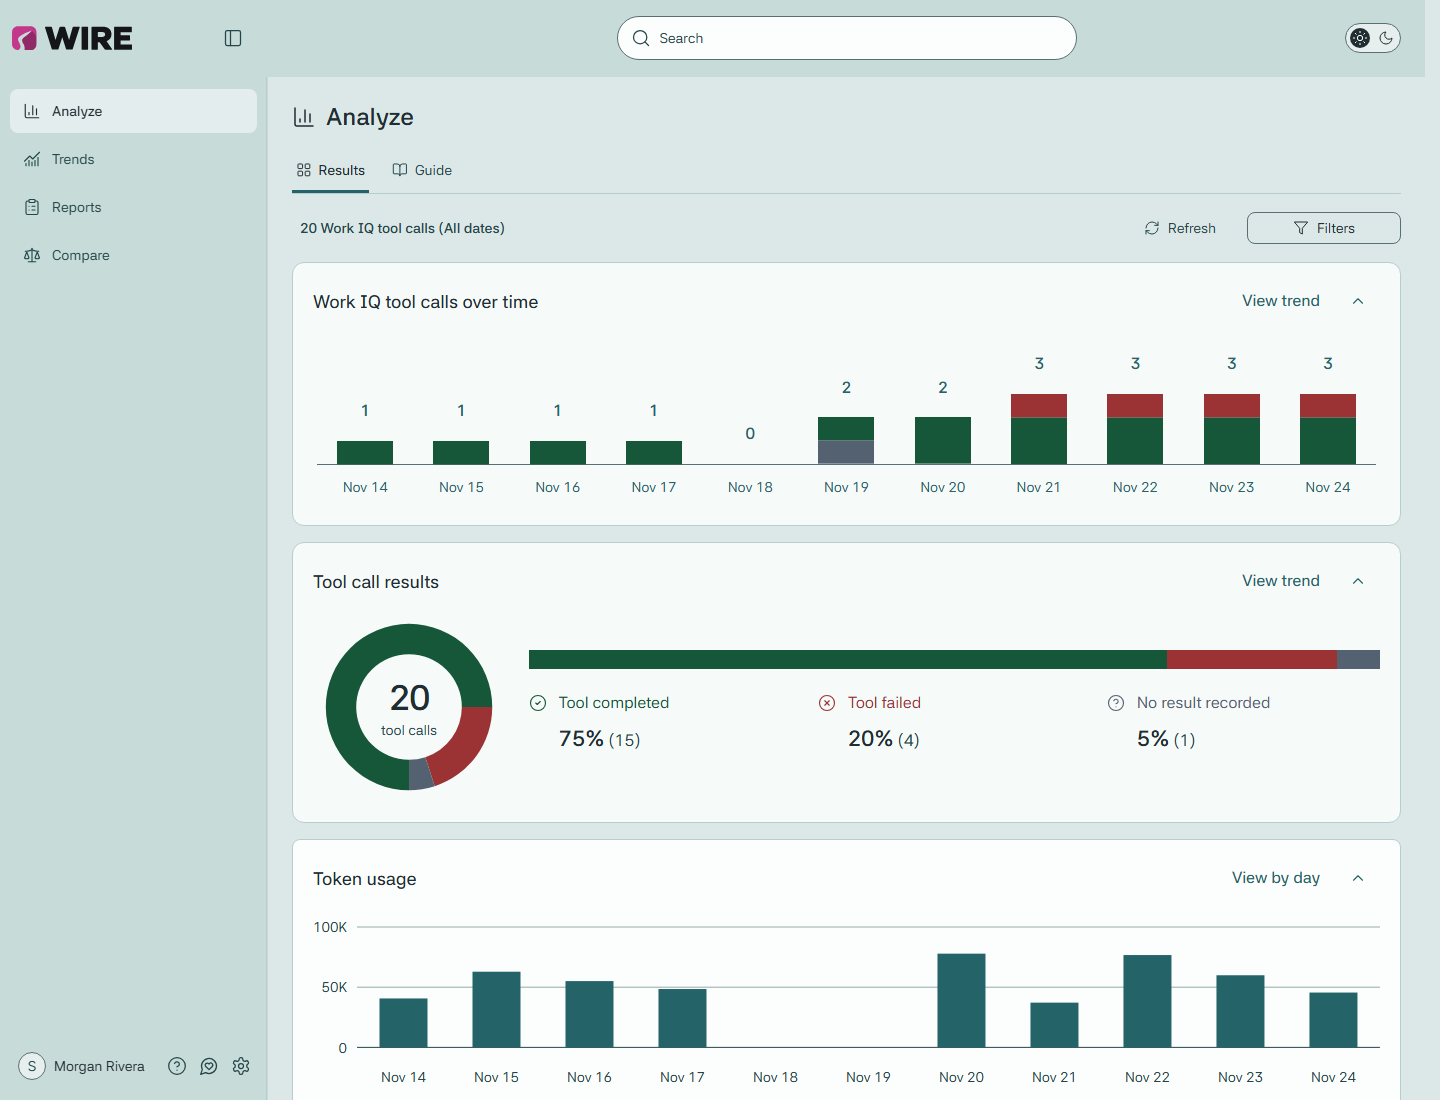 WIRE
Search
Analyze
Trends
Reports
Compare
Analyze
Results Guide
20 Work IQ tool calls (All dates)
Refresh
Filters
Work IQ tool calls over time
View trend
1 1 1 1 0 2 2 3 3 3 3
Nov 14 Nov 15 Nov 16 Nov 17 Nov 18 Nov 19 Nov 20 Nov 21 Nov 22 Nov 23 Nov 24
Tool call results
View trend
20
tool calls
Tool completed
75% (15)
Tool failed
20% (4)
No result recorded
5% (1)
Token usage
View by day
100K
50K
0
Nov 14 Nov 15 Nov 16 Nov 17 Nov 18 Nov 19 Nov 20 Nov 21 Nov 22 Nov 23 Nov 24
S Morgan Rivera